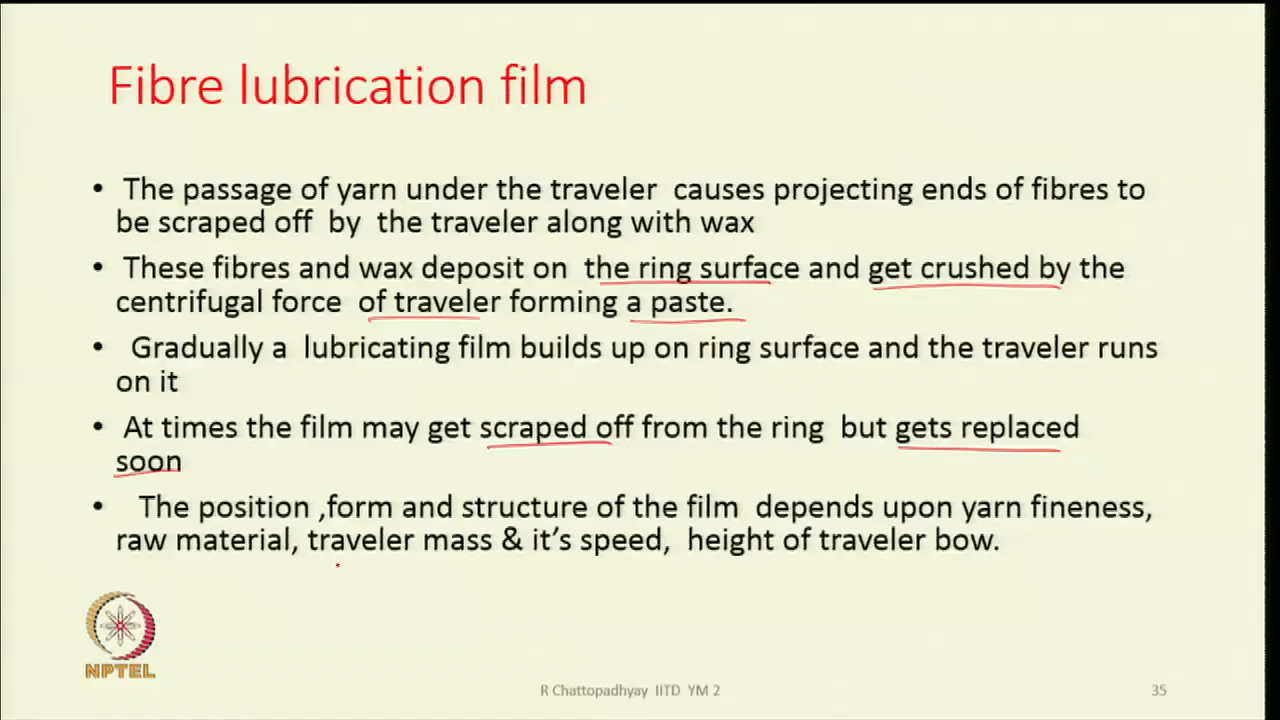 Fibre lubrication film
• The passage of yarn under the traveler causes projecting ends of fibres to
be scraped off by the traveler along with wax
• These fibres and wax deposit on the ring surface and get crushed by the
centrifugal force of traveler forming a paste.
• Gradually a lubricating film builds up on ring surface and the traveler runs
on it
• At times the film may get scraped off from the ring but gets replaced
soon
• The position ,form and structure of the film depends upon yarn fineness,
raw material, traveler mass & it's speed, height of traveler bow.
NPTEL
R Chattopadhyay IITD YM 2
35